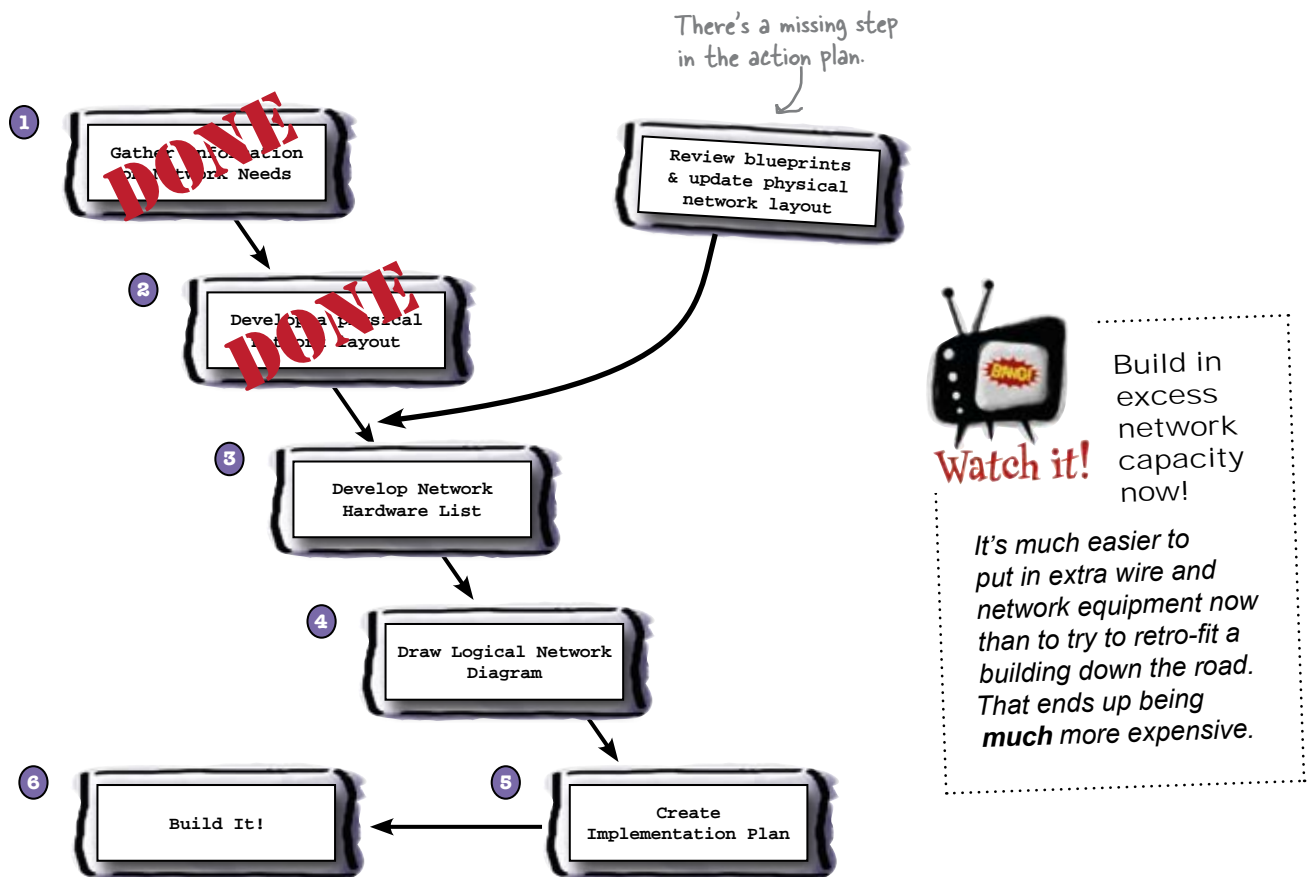 There's a missing step
in the action plan.
1
Gather Information
on Network Needs
DONE
Review blueprints
& update physical
network layout
2
Develop a physical
network layout
DONE
3
Develop Network
Hardware List
4
Draw Logical Network
Diagram
5
Create
Implementation Plan
6
Build It!
BANG!
Watch it!
Build in
excess
network
capacity
now!
It's much easier to
put in extra wire and
network equipment now
than to try to retro-fit a
building down the road.
That ends up being
much more expensive.